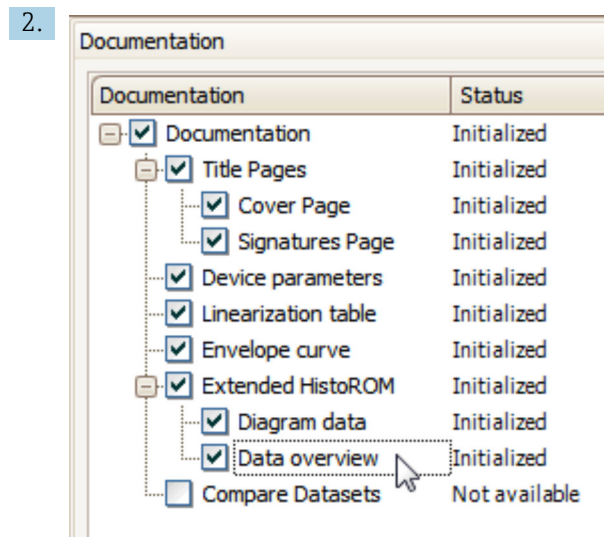 2.
Documentation
Documentation Status
Documentation Initialized
Title Pages Initialized
Cover Page Initialized
Signatures Page Initialized
Device parameters Initialized
Linearization table Initialized
Envelope curve Initialized
Extended HistoROM Initialized
Diagram data Initialized
Data overview Initialized
Compare Datasets Not available